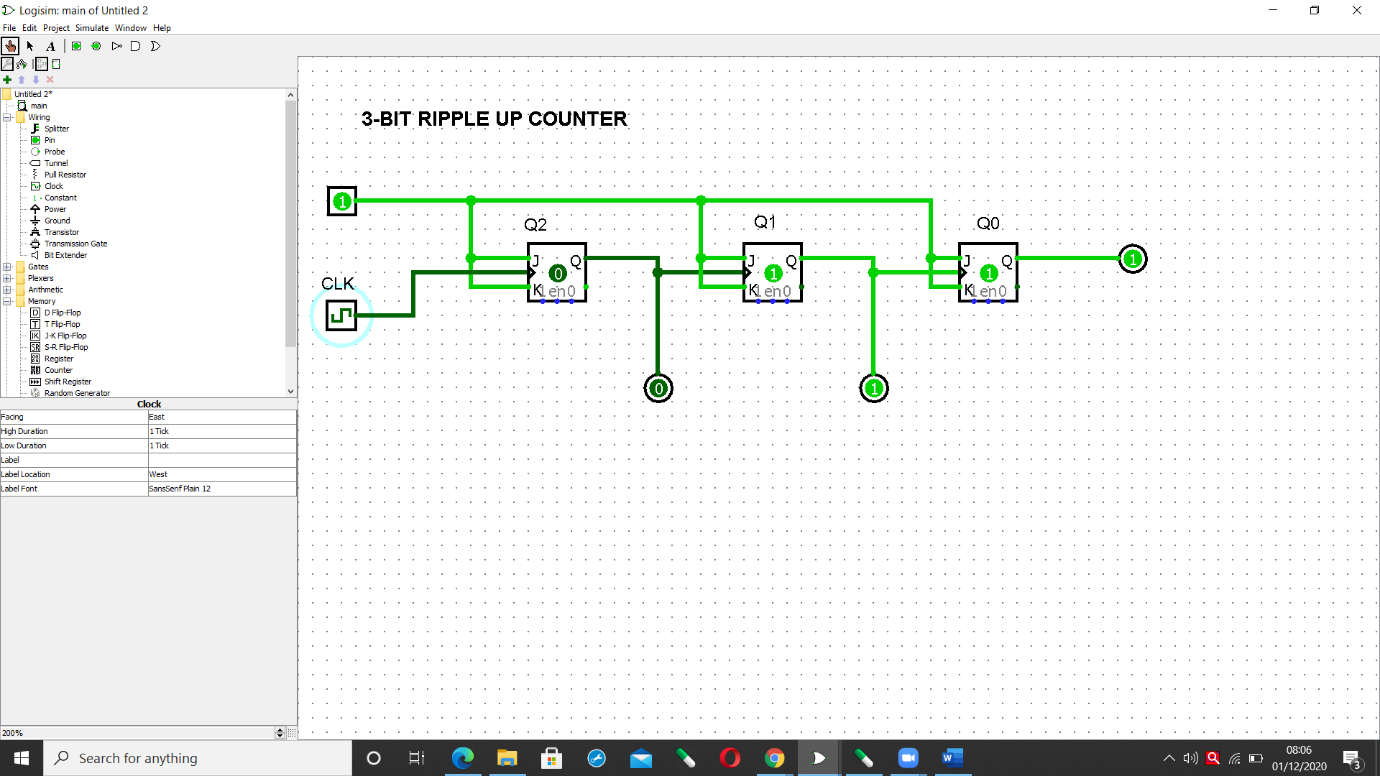 Logisim: main of Untitled 2
File Edit Project Simulate Window Help
A
Untitled 2*
main
Wiring
Splitter
Pin
Probe
Tunnel
Pull Resistor
Clock
Constant
Power
Ground
Transistor
Transmission Gate
Bit Extender
Gates
Plexers
Arithmetic
Memory
D Flip-Flop
T Flip-Flop
J-K Flip-Flop
S-R Flip-Flop
Register
Counter
Shift Register
Random Generator
Clock
Facing East
High Duration 1 Tick
Low Duration 1 Tick
Label
Label Location West
Label Font SansSerif Plain 12
200%
3-BIT RIPPLE UP COUNTER
1
Q2 Q1 Q0
J Q J Q J Q 1
0 1 1
CLK
K 1en0 K 1en0 K 1en0
0 1
Search for anything
08:06
01/12/2020
3